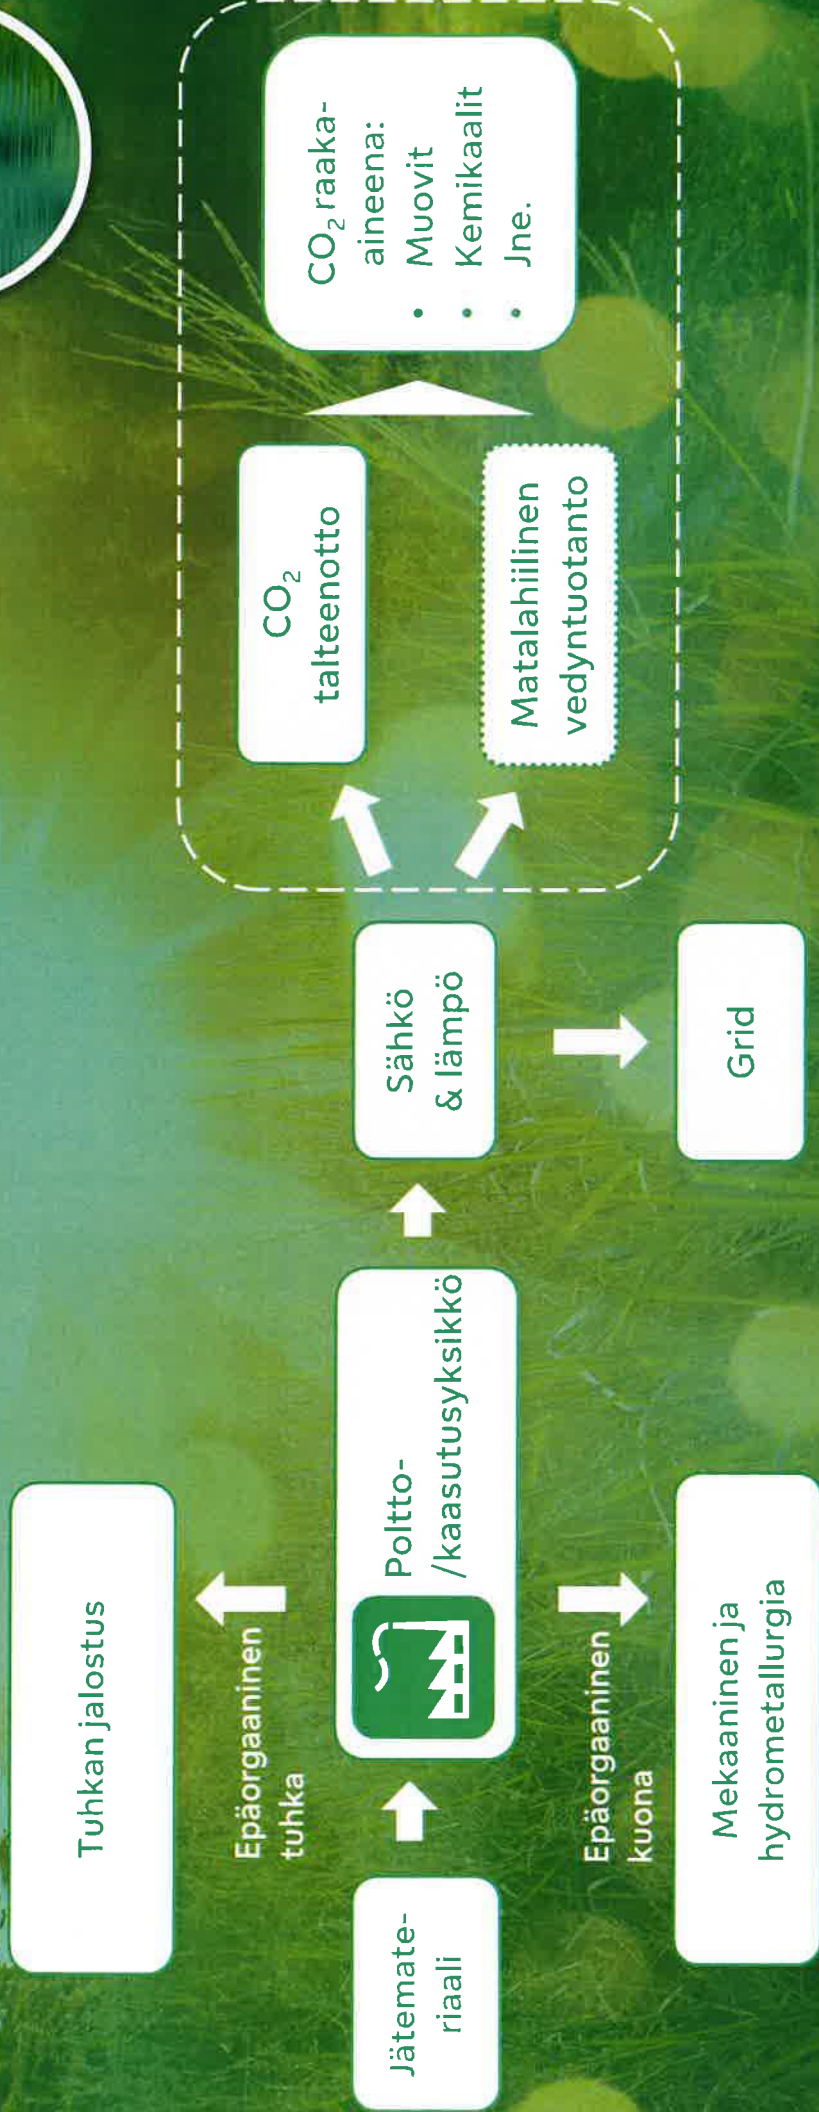 Tuhkan jalostus
Epäorgaaninen
tuhka
Jätemate-
riaali
Poltto-
/kaasutusyksikkö
Epäorgaaninen
kuona
Mekaaninen ja
hydrometallurgia
Sähkö
& lämpö
Grid
CO₂
talteenotto
Matalahiilinen
vedyntuotanto
CO₂ raaka-
aineena:
• Muovit
• Kemikaalit
• Jne.